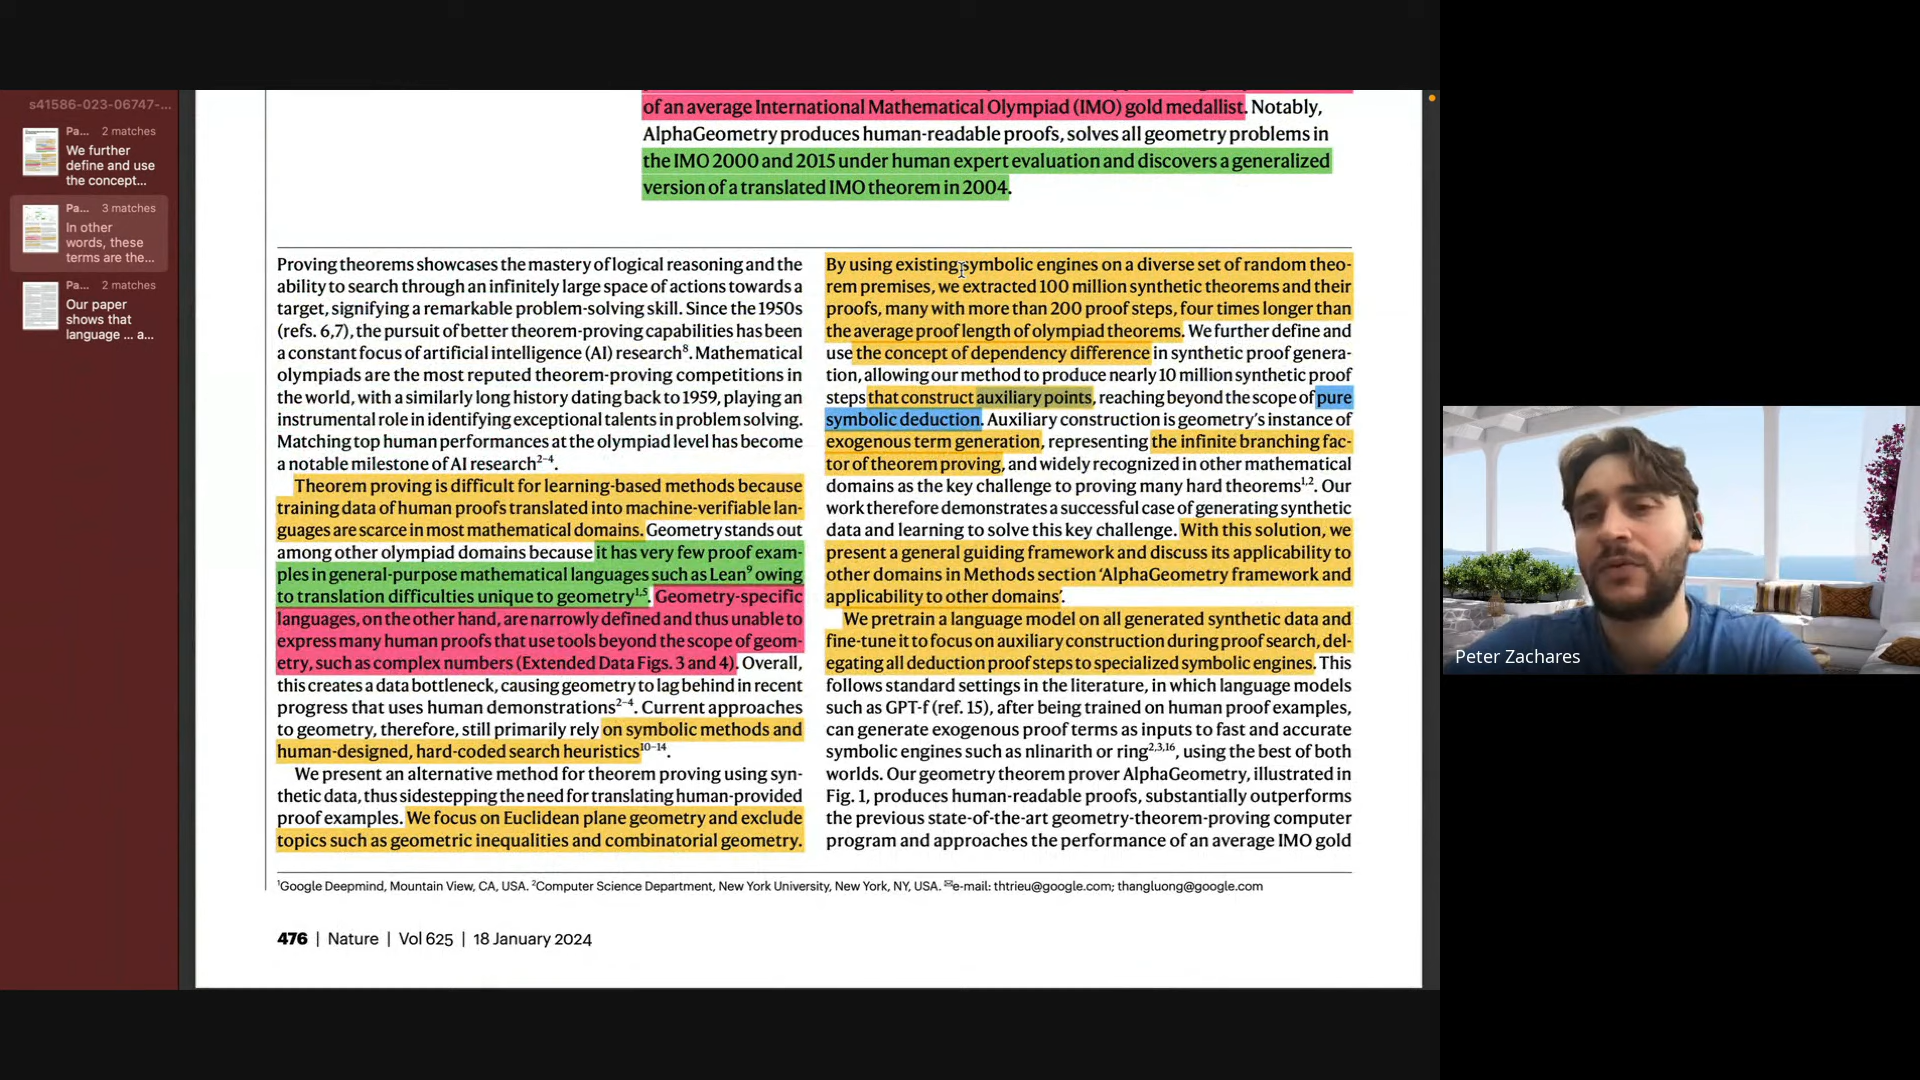 s41586-023-06747-...
Pa... 2 matches
We further
define and use
the concept...
Pa... 3 matches
In other
words, these
terms are the...
Pa... 2 matches
Our paper
shows that
language ... a...
of an average International Mathematical Olympiad (IMO) gold medallist. Notably,
AlphaGeometry produces human-readable proofs, solves all geometry problems in
the IMO 2000 and 2015 under human expert evaluation and discovers a generalized
version of a translated IMO theorem in 2004.
Proving theorems showcases the mastery of logical reasoning and the
ability to search through an infinitely large space of actions towards a
target, signifying a remarkable problem-solving skill. Since the 1950s
(refs. 6,7), the pursuit of better theorem-proving capabilities has been
a constant focus of artificial intelligence (AI) research8. Mathematical
olympiads are the most reputed theorem-proving competitions in
the world, with a similarly long history dating back to 1959, playing an
instrumental role in identifying exceptional talents in problem solving.
Matching top human performances at the olympiad level has become
a notable milestone of AI research2–4.
Theorem proving is difficult for learning-based methods because
training data of human proofs translated into machine-verifiable lan-
guages are scarce in most mathematical domains. Geometry stands out
among other olympiad domains because it has very few proof exam-
ples in general-purpose mathematical languages such as Lean9 owing
to translation difficulties unique to geometry1,5. Geometry-specific
languages, on the other hand, are narrowly defined and thus unable to
express many human proofs that use tools beyond the scope of geom-
etry, such as complex numbers (Extended Data Figs. 3 and 4). Overall,
this creates a data bottleneck, causing geometry to lag behind in recent
progress that uses human demonstrations2–4. Current approaches
to geometry, therefore, still primarily rely on symbolic methods and
human-designed, hard-coded search heuristics10–14.
We present an alternative method for theorem proving using syn-
thetic data, thus sidestepping the need for translating human-provided
proof examples. We focus on Euclidean plane geometry and exclude
topics such as geometric inequalities and combinatorial geometry.
By using existing symbolic engines on a diverse set of random theo-
rem premises, we extracted 100 million synthetic theorems and their
proofs, many with more than 200 proof steps, four times longer than
the average proof length of olympiad theorems. We further define and
use the concept of dependency difference in synthetic proof genera-
tion, allowing our method to produce nearly 10 million synthetic proof
steps that construct auxiliary points, reaching beyond the scope of pure
symbolic deduction. Auxiliary construction is geometry's instance of
exogenous term generation, representing the infinite branching fac-
tor of theorem proving, and widely recognized in other mathematical
domains as the key challenge to proving many hard theorems1,2. Our
work therefore demonstrates a successful case of generating synthetic
data and learning to solve this key challenge. With this solution, we
present a general guiding framework and discuss its applicability to
other domains in Methods section 'AlphaGeometry framework and
applicability to other domains'.
We pretrain a language model on all generated synthetic data and
fine-tune it to focus on auxiliary construction during proof search, del-
egating all deduction proof steps to specialized symbolic engines. This
follows standard settings in the literature, in which language models
such as GPT-f (ref. 15), after being trained on human proof examples,
can generate exogenous proof terms as inputs to fast and accurate
symbolic engines such as nlinarith or ring2,3,16, using the best of both
worlds. Our geometry theorem prover AlphaGeometry, illustrated in
Fig. 1, produces human-readable proofs, substantially outperforms
the previous state-of-the-art geometry-theorem-proving computer
program and approaches the performance of an average IMO gold
1Google Deepmind, Mountain View, CA, USA. 2Computer Science Department, New York University, New York, NY, USA. ✉e-mail: thtrieu@google.com; thangluong@google.com
476 | Nature | Vol 625 | 18 January 2024
Peter Zachares